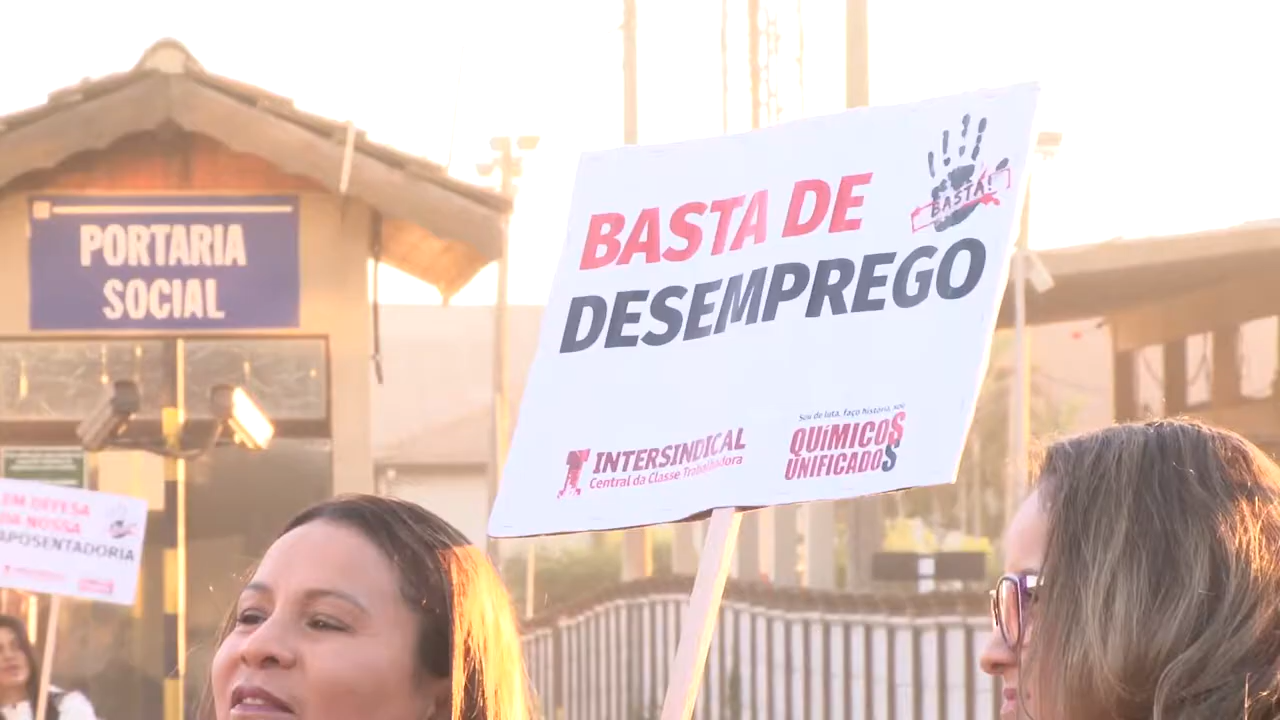 PORTARIA
SOCIAL
BASTA DE
DESEMPREGO
BASTA!
INTERSINDICAL
Central da Classe Trabalhadora
Sou de luta, faço história, sou
QUíMICOS
UNIFICADOS
EM DEFESA
DA NOSSA
APOSENTADORIA